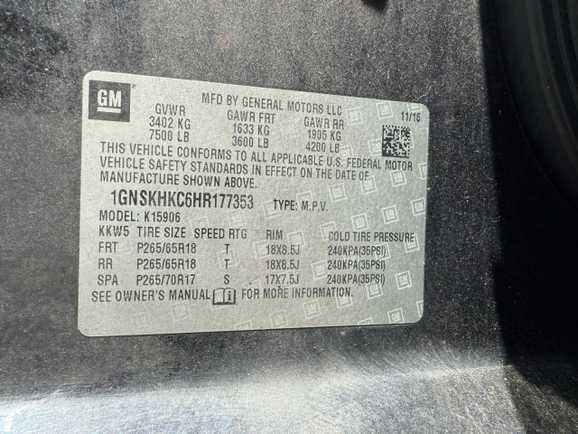 GM
MFD BY GENERAL MOTORS LLC
11/16
GVWR GAWR FRT GAWR RR
3402 KG 1633 KG 1905 KG
7500 LB 3600 LB 4200 LB
THIS VEHICLE CONFORMS TO ALL APPLICABLE U.S. FEDERAL MOTOR
VEHICLE SAFETY STANDARDS IN EFFECT ON THE DATE OF
MANUFACTURE SHOWN ABOVE.
1GNSKHKC6HR177353 TYPE: M.P.V.
MODEL: K15906
KKW5 TIRE SIZE SPEED RTG RIM COLD TIRE PRESSURE
FRT P265/65R18 T 18X8.5J 240KPA(35PSI)
RR P265/65R18 T 18X8.5J 240KPA(35PSI)
SPA P265/70R17 S 17X7.5J 240KPA(35PSI)
SEE OWNER'S MANUAL FOR MORE INFORMATION.